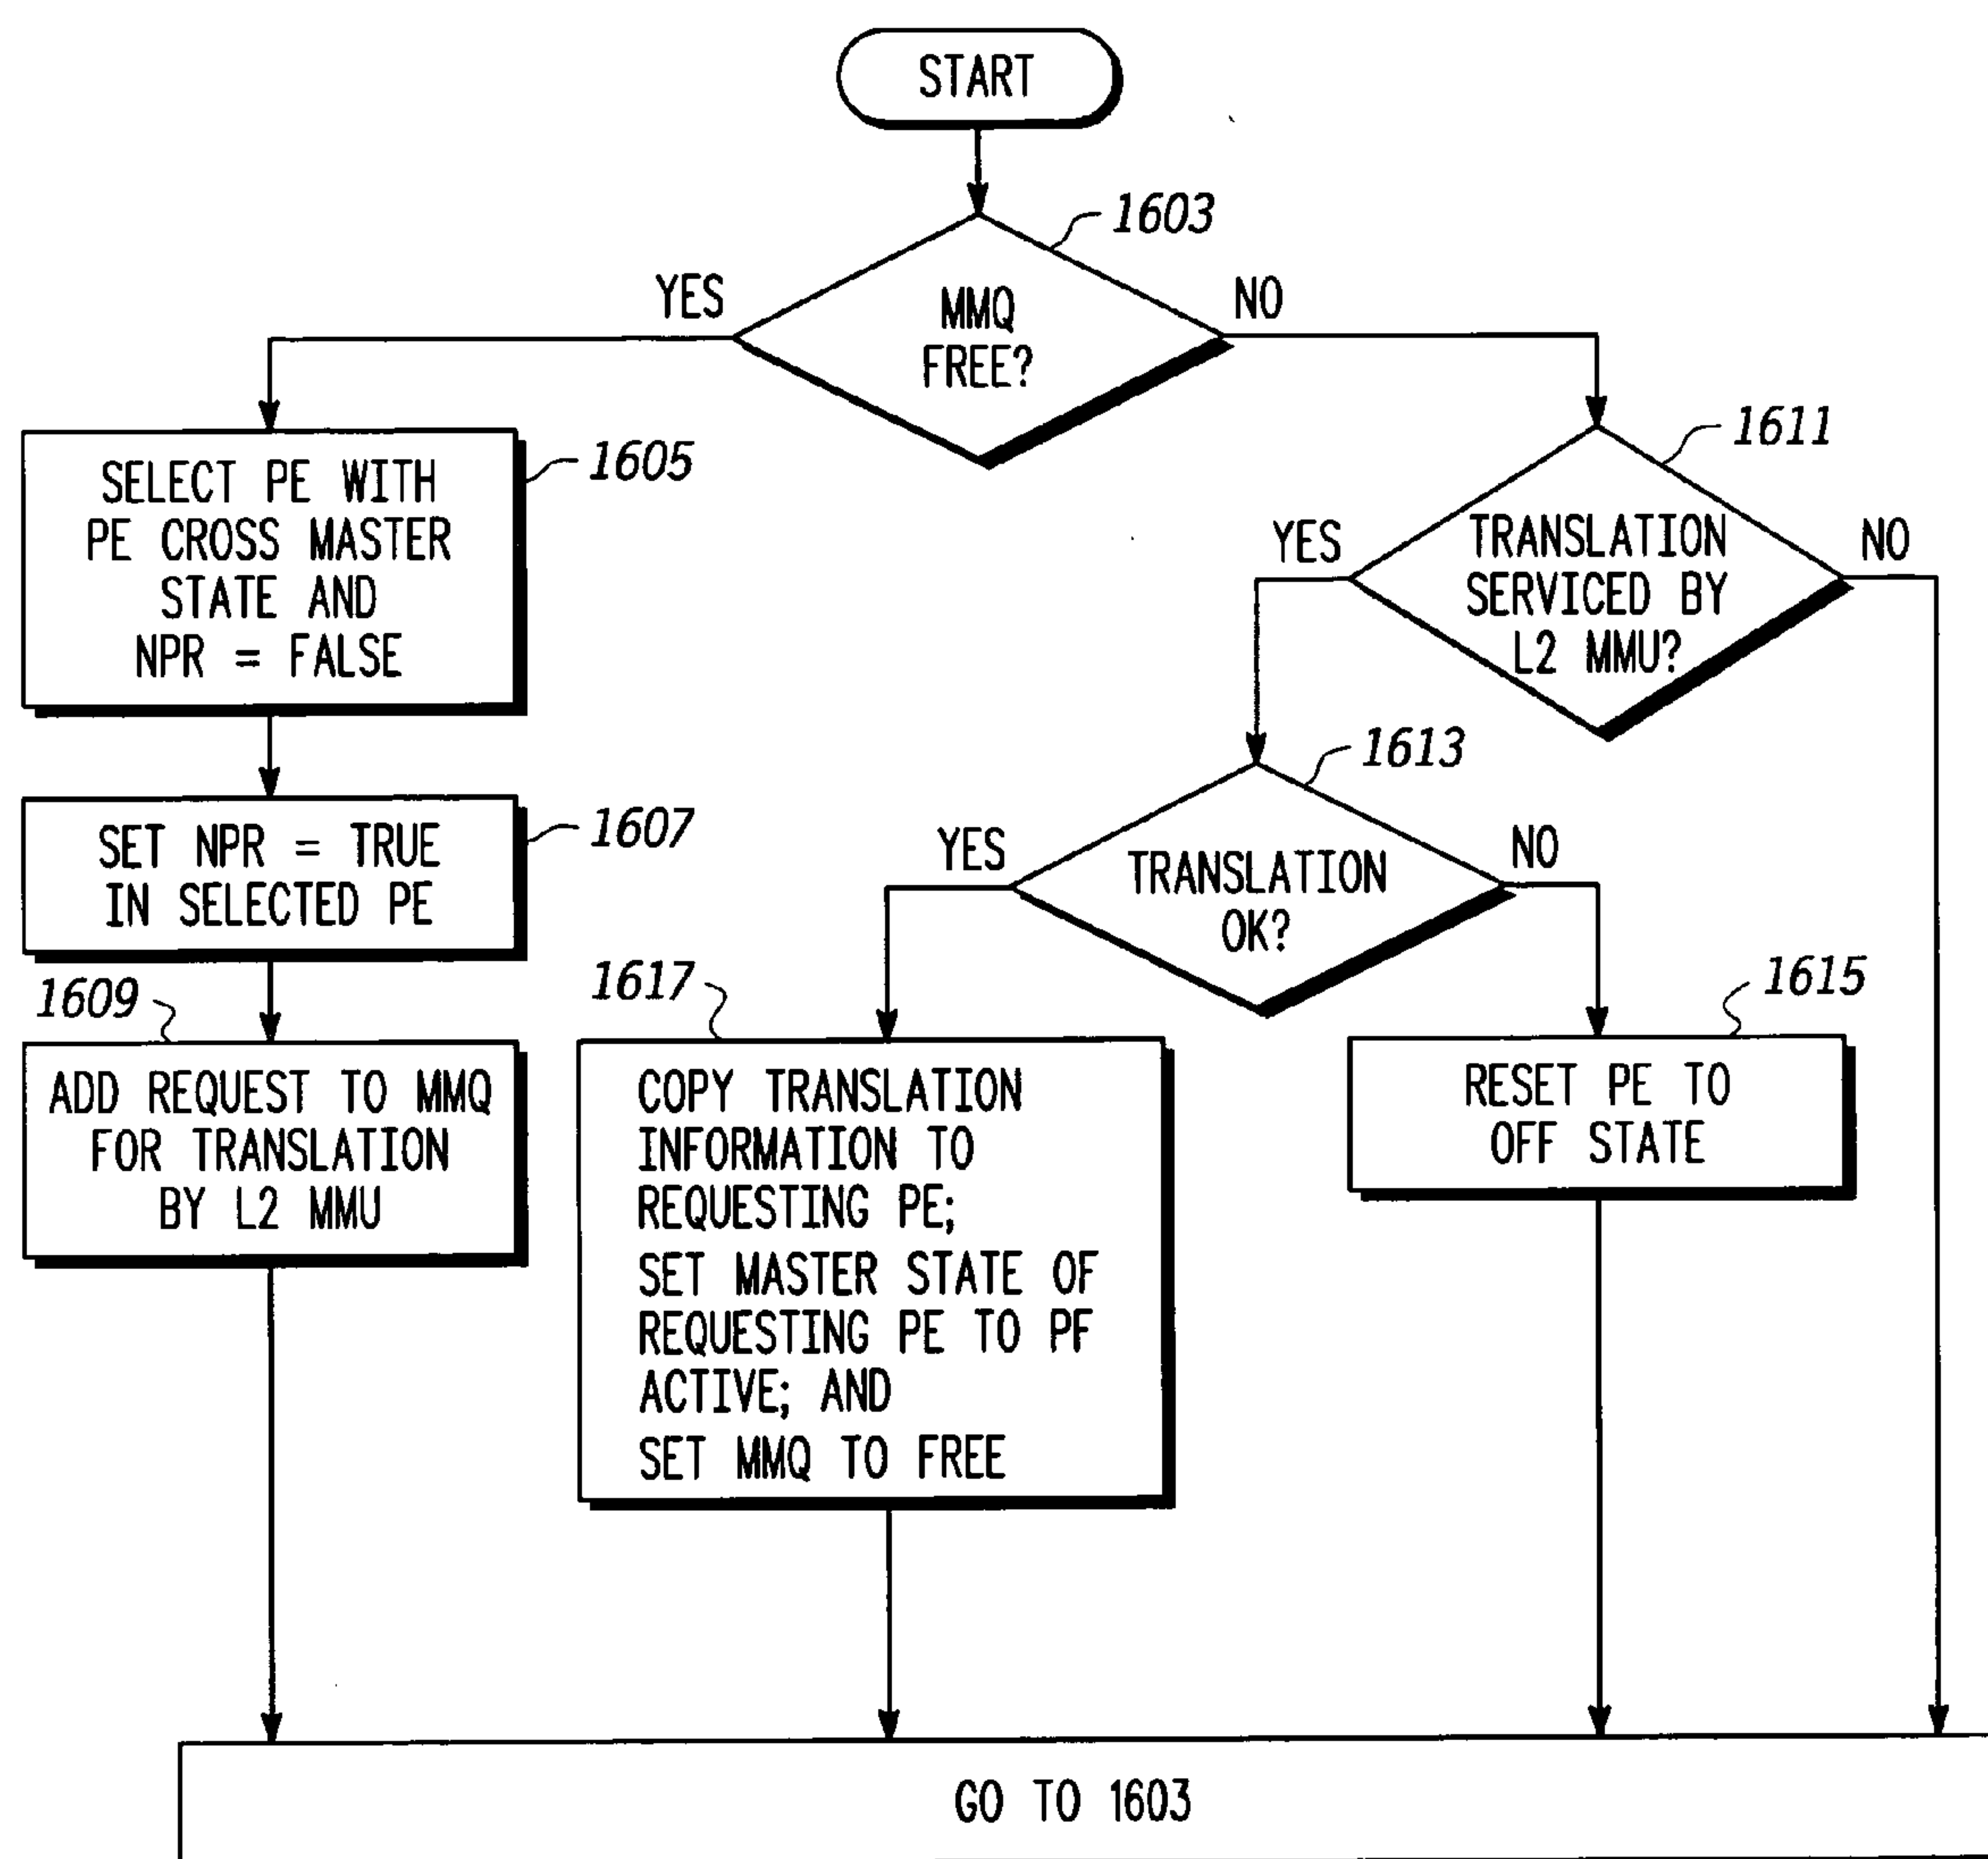 START
1603
YES
MMQ
FREE?
NO
SELECT PE WITH
PE CROSS MASTER
STATE AND
NPR = FALSE
1605
1611
YES
TRANSLATION
SERVICED BY
L2 MMU?
NO
SET NPR = TRUE
IN SELECTED PE
1607
1613
YES
TRANSLATION
OK?
NO
1609
ADD REQUEST TO MMQ
FOR TRANSLATION
BY L2 MMU
1617
COPY TRANSLATION
INFORMATION TO
REQUESTING PE;
SET MASTER STATE OF
REQUESTING PE TO PF
ACTIVE; AND
SET MMQ TO FREE
1615
RESET PE TO
OFF STATE
GO TO 1603